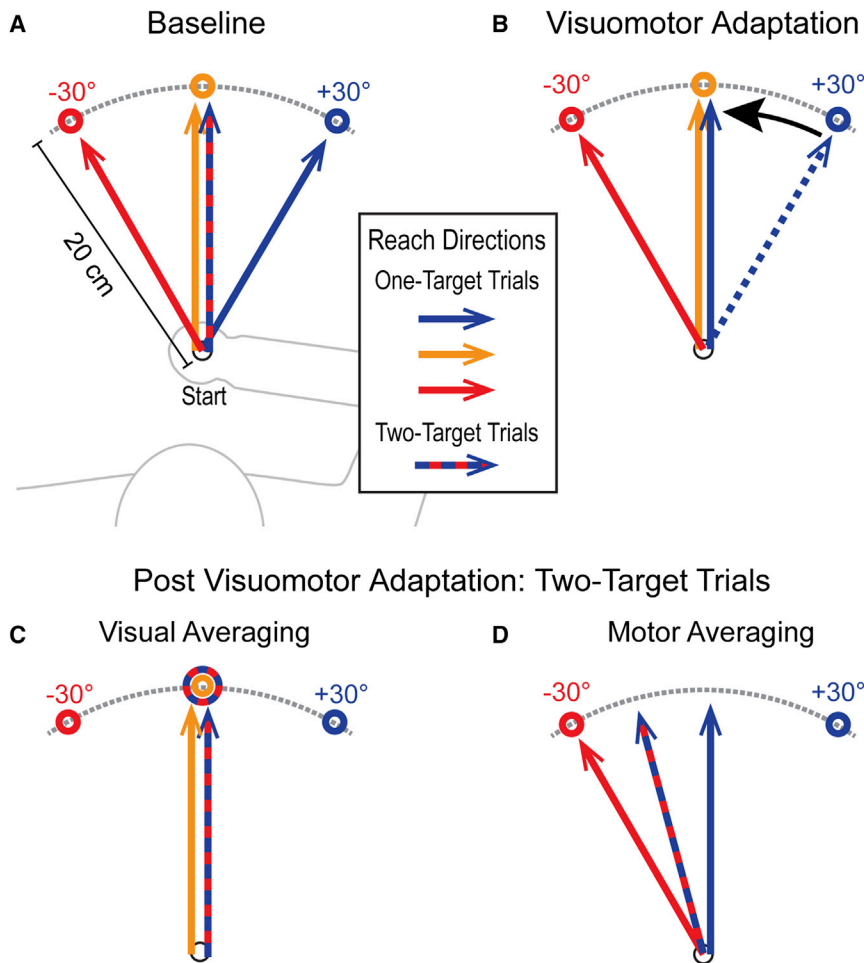 A
Baseline
-30°
+30°
20 cm
Start
B
Visuomotor Adaptation
-30°
+30°
Reach Directions
One-Target Trials
Two-Target Trials
Post Visuomotor Adaptation: Two-Target Trials
C
Visual Averaging
-30°
+30°
D
Motor Averaging
-30°
+30°